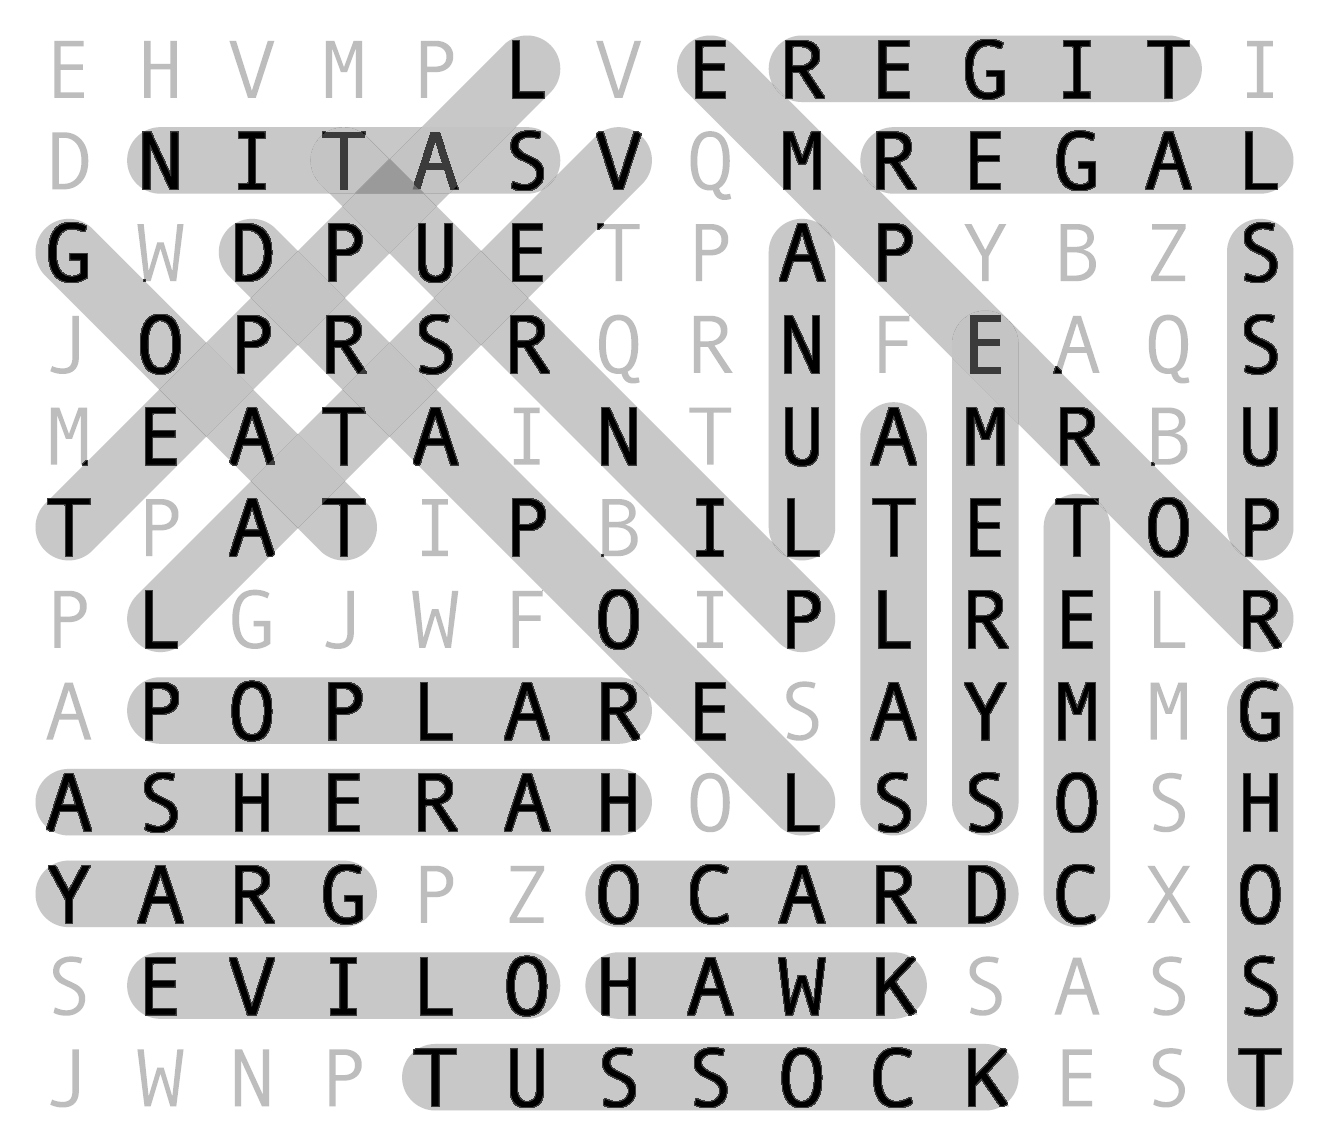 E H V M P L V E R E G I T I
D N I T A S V Q M R E G A L
G W D P U E T P A P Y B Z S
J O P R S R Q R N F E A Q S
M E A T A I N T U A M R B U
T P A T I P B I L T E T O P
P L G J W F O I P L R E L R
A P O P L A R E S A Y M M G
A S H E R A H O L S S O S H
Y A R G P Z O C A R D C X O
S E V I L O H A W K S A S S
J W N P T U S S O C K E S T